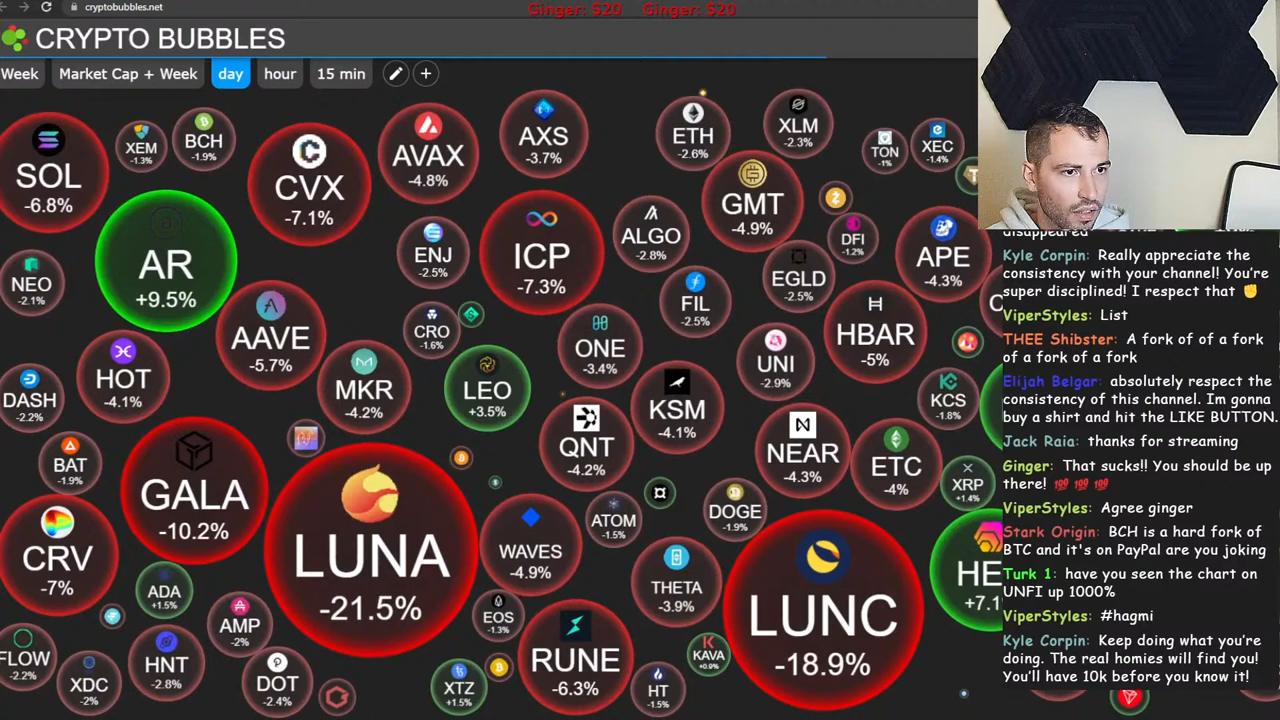 cryptobubbles.net
Ginger: $20 Ginger: $20
CRYPTO BUBBLES
Week
Market Cap + Week
day
hour
15 min
SOL
-6.8%
XEM
-1.3%
BCH
-1.9%
CVX
-7.1%
AVAX
-4.8%
AXS
-3.7%
ETH
-2.6%
XLM
-2.3%
TON
-1%
XEC
-1.4%
AR
+9.5%
NEO
-2.1%
AAVE
-5.7%
ENJ
-2.5%
ICP
-7.3%
ALGO
-2.8%
GMT
-4.9%
DFI
-1.2%
APE
-4.3%
EGLD
-2.5%
FIL
-2.5%
CRO
-1.6%
HOT
-4.1%
MKR
-4.2%
LEO
+3.5%
ONE
-3.4%
UNI
-2.9%
HBAR
-5%
DASH
-2.2%
KSM
-4.1%
KCS
-1.8%
QNT
-4.2%
NEAR
-4.3%
ETC
-4%
BAT
-1.9%
GALA
-10.2%
XRP
+1.4%
DOGE
-1.9%
ATOM
-1.5%
LUNA
-21.5%
WAVES
-4.9%
CRV
-7%
ADA
+1.5%
THETA
-3.9%
LUNC
-18.9%
HE
+7.1
AMP
-2%
EOS
-1.3%
FLOW
-2.2%
HNT
-2.8%
XDC
-2%
DOT
-2.4%
XTZ
+1.5%
RUNE
-6.3%
HT
-1.5%
KAVA
+0.9%
disappeared
Kyle Corpin: Really appreciate the
consistency with your channel! You're
super disciplined! I respect that ✊
ViperStyles: List
THEE Shibster: A fork of of a fork
of a fork of a fork
Elijah Belgar: absolutely respect the
consistency of this channel. Im gonna
buy a shirt and hit the LIKE BUTTON.
Jack Raia: thanks for streaming
Ginger: That sucks!! You should be up
there! 💯 💯 💯
ViperStyles: Agree ginger
Stark Origin: BCH is a hard fork of
BTC and it's on PayPal are you joking
Turk 1: have you seen the chart on
UNFI up 1000%
ViperStyles: #hagmi
Kyle Corpin: Keep doing what you're
doing. The real homies will find you!
You'll have 10k before you know it!